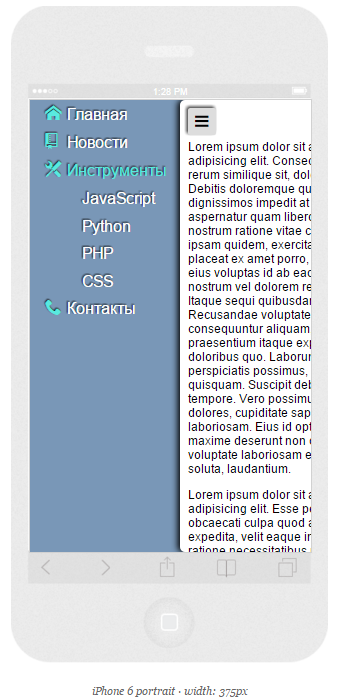 1:28 PM
Главная
Новости
Инструменты
JavaScript
Python
PHP
CSS
Контакты
Lorem ipsum dolor sit a
adipisicing elit. Consec
rerum similique sit, dol
Debitis doloremque qu
dignissimos impedit at
aspernatur quam liberc
nostrum ratione vitae c
ipsam quidem, exercita
placeat ex amet porro,
eius voluptas id ab eac
nostrum vel dolorem re
Itaque sequi quibusdar
Recusandae voluptate
consequuntur aliquam
praesentium itaque exp
doloribus quo. Laborur
perspiciatis possimus,
quisquam. Suscipit deb
tempore. Vero possimu
dolores, cupiditate sap
laboriosam. Eius id opt
maxime deserunt non c
voluptate laboriosam e
soluta, laudantium.
Lorem ipsum dolor sit a
adipisicing elit. Esse po
obcaecati culpa quod a
expedita, velit eaque ir
ratione necessitatibus
iPhone 6 portrait · width: 375px